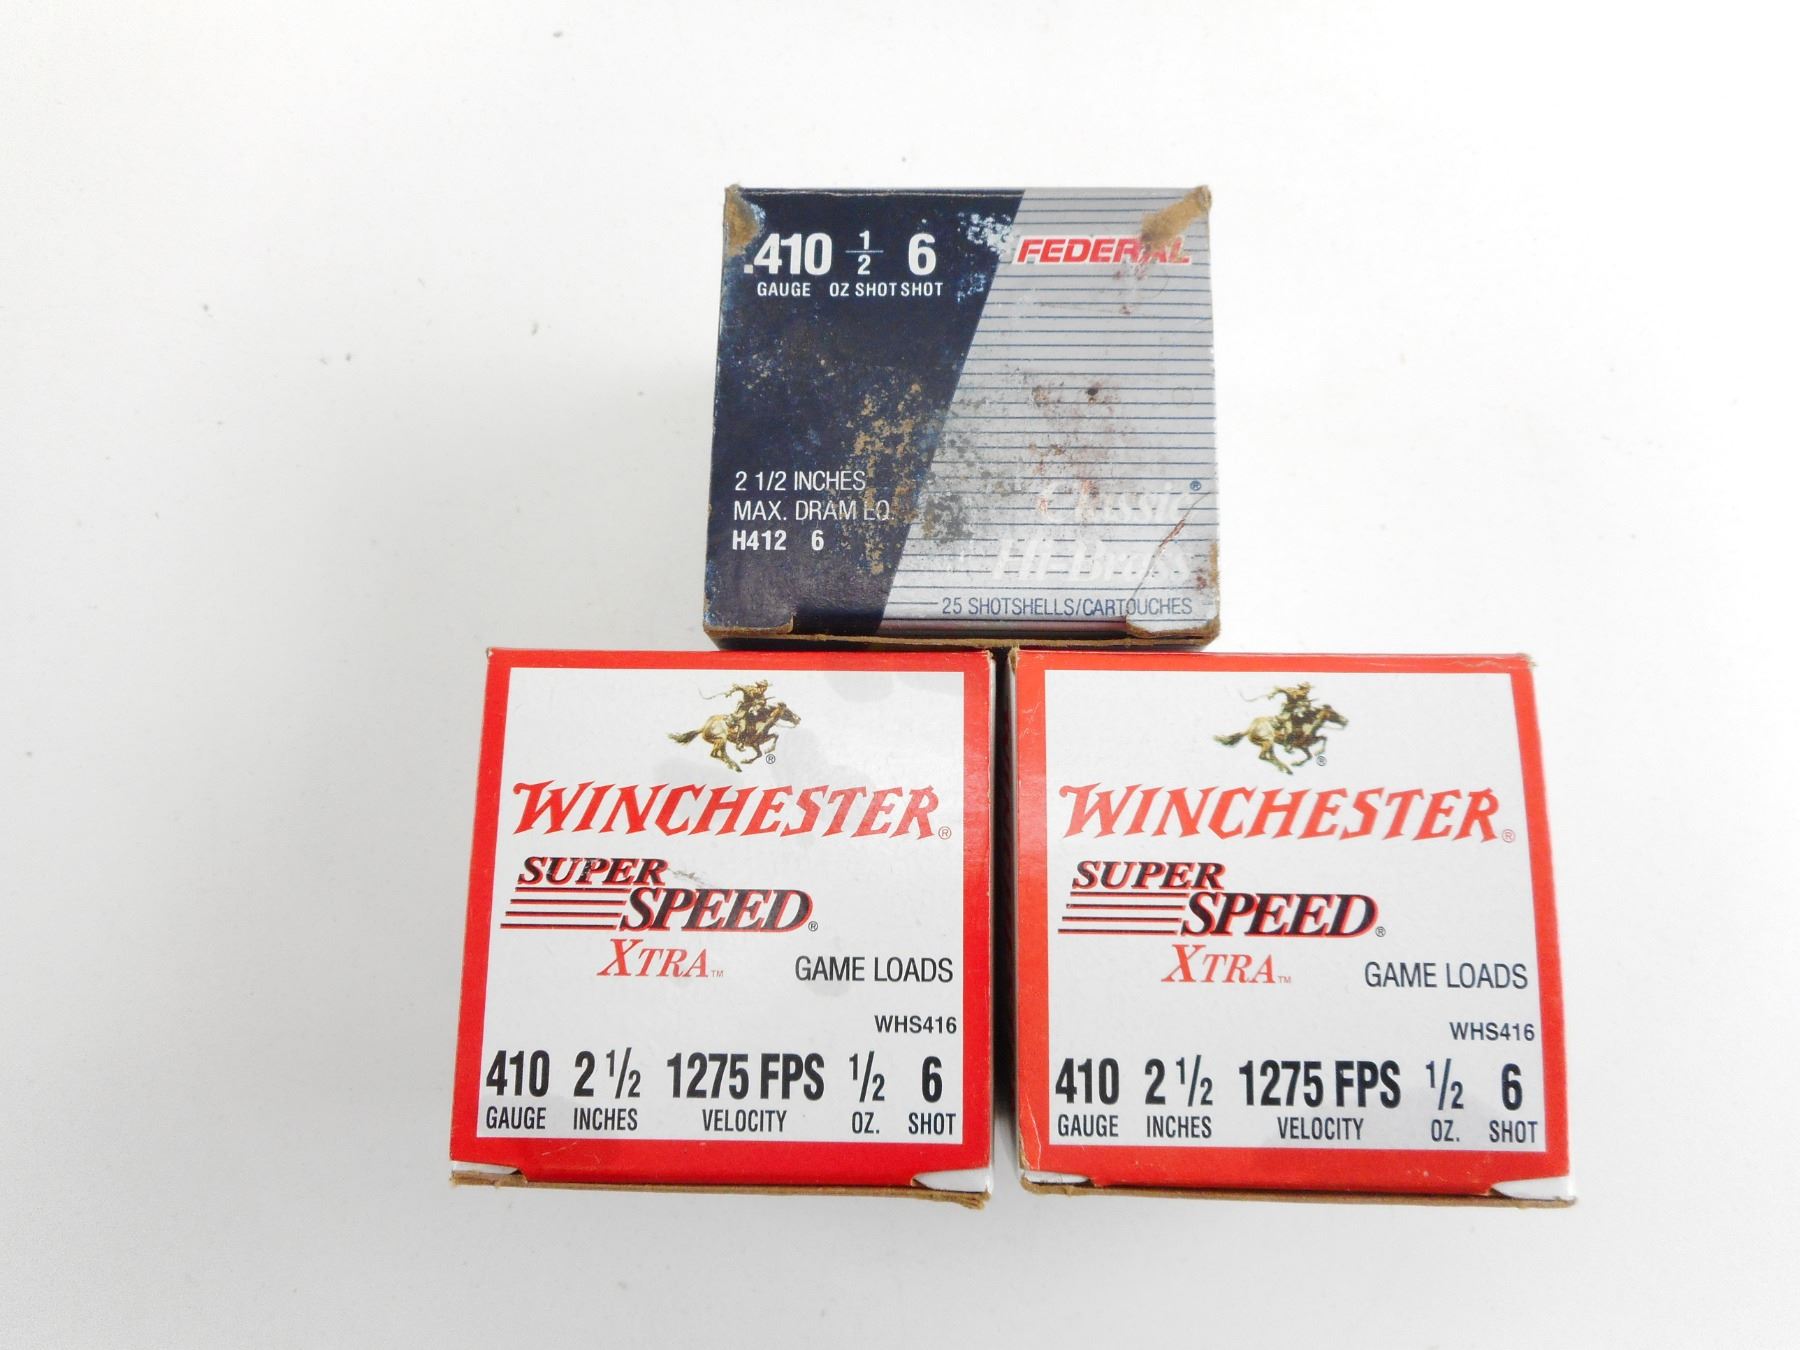 .410 1/2 6
GAUGE OZ SHOT SHOT
FEDERAL
2 1/2 INCHES
MAX. DRAM EQ.
H412 6
Classic®
Hi-Brass
25 SHOTSHELLS/CARTOUCHES
®
WINCHESTER®
SUPER
SPEED®
XTRA™
GAME LOADS
WHS416
410 2 1/2 1275 FPS 1/2 6
GAUGE INCHES VELOCITY OZ. SHOT
®
WINCHESTER®
SUPER
SPEED®
XTRA™
GAME LOADS
WHS416
410 2 1/2 1275 FPS 1/2 6
GAUGE INCHES VELOCITY OZ. SHOT